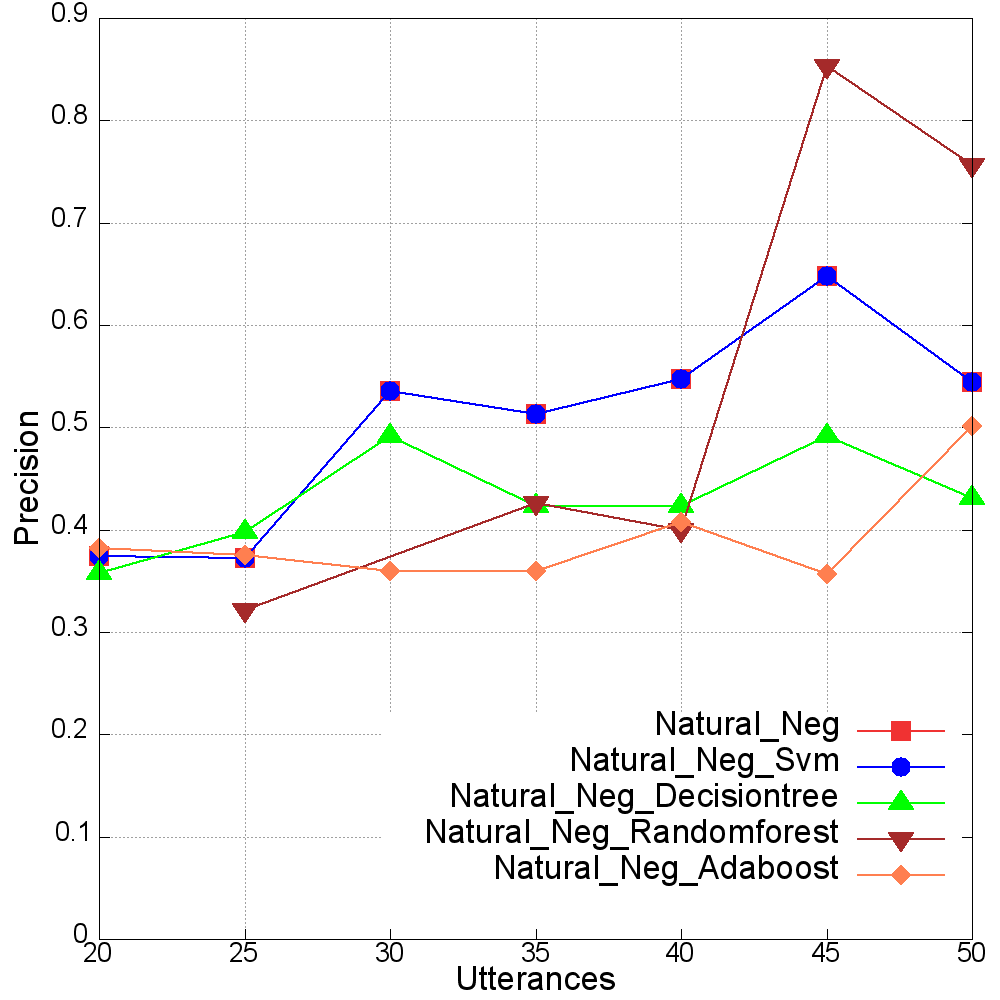 0.9
0.8
0.7
0.6
0.5
0.4
0.3
0.2
0.1
0
Precision
Natural_Neg
Natural_Neg_Svm
Natural_Neg_Decisiontree
Natural_Neg_Randomforest
Natural_Neg_Adaboost
20 25 30 35 40 45 50
Utterances